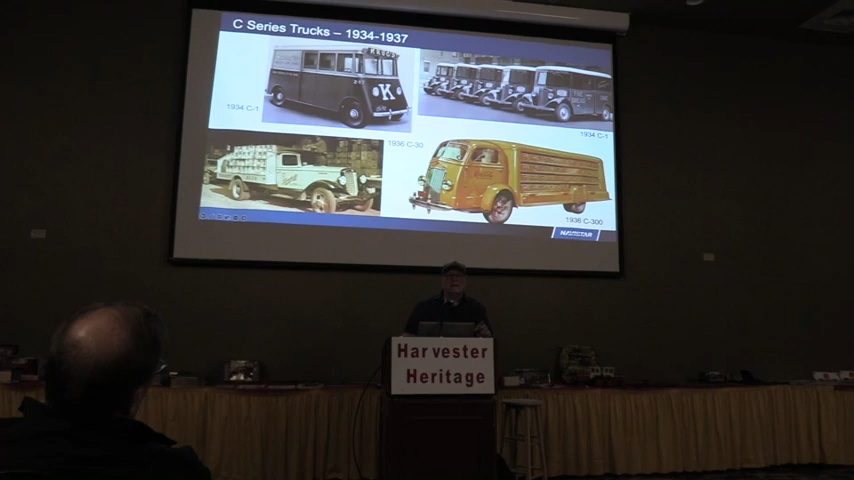 C Series Trucks – 1934-1937
K
1934 C-1
1934 C-1
1936 C-30
1936 C-300
NAVISTAR
Harvester
Heritage